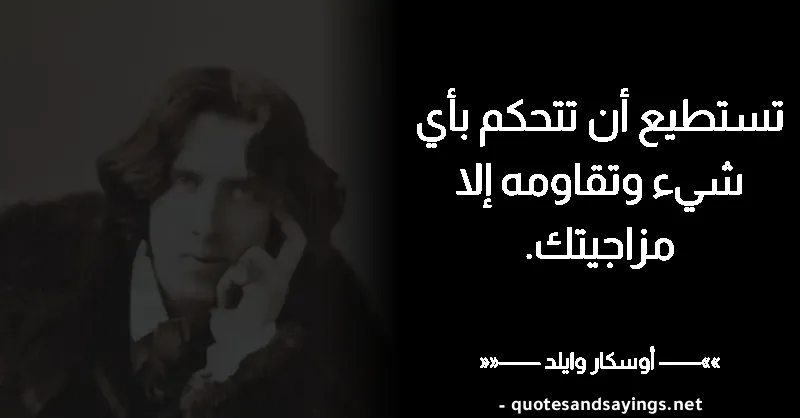 تستطيع أن تتحكم بأي
شيء وتقاومه إلا
مزاجيتك.
»»—— أوسكار وايلد ——««
- quotesandsayings.net